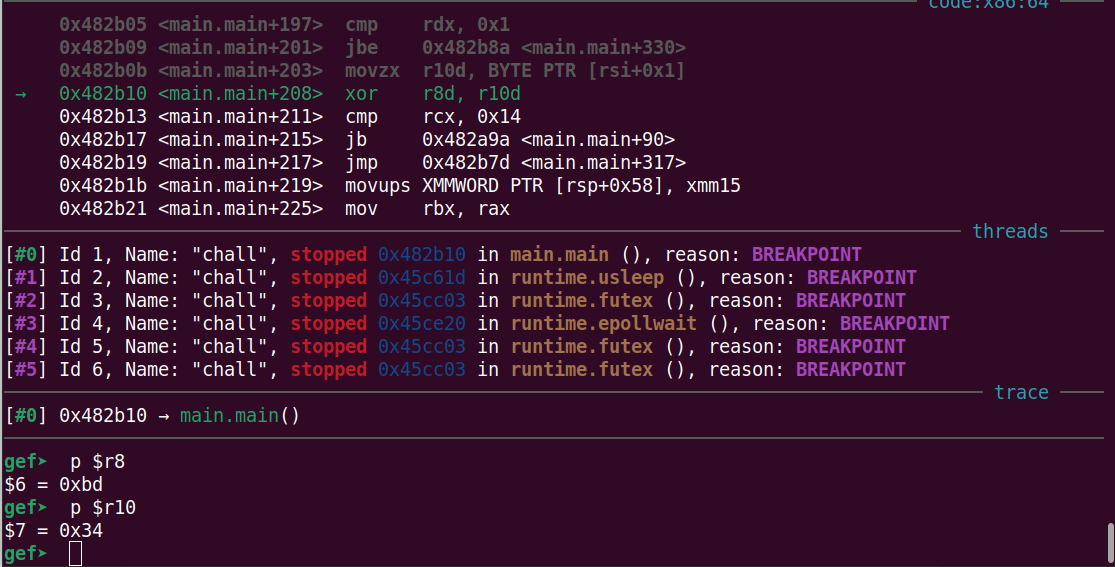 code:x86:64
0x482b05 <main.main+197> cmp rdx, 0x1
0x482b09 <main.main+201> jbe 0x482b8a <main.main+330>
0x482b0b <main.main+203> movzx r10d, BYTE PTR [rsi+0x1]
→ 0x482b10 <main.main+208> xor r8d, r10d
0x482b13 <main.main+211> cmp rcx, 0x14
0x482b17 <main.main+215> jb 0x482a9a <main.main+90>
0x482b19 <main.main+217> jmp 0x482b7d <main.main+317>
0x482b1b <main.main+219> movups XMMWORD PTR [rsp+0x58], xmm15
0x482b21 <main.main+225> mov rbx, rax
threads
[#0] Id 1, Name: "chall", stopped 0x482b10 in main.main (), reason: BREAKPOINT
[#1] Id 2, Name: "chall", stopped 0x45c61d in runtime.usleep (), reason: BREAKPOINT
[#2] Id 3, Name: "chall", stopped 0x45cc03 in runtime.futex (), reason: BREAKPOINT
[#3] Id 4, Name: "chall", stopped 0x45ce20 in runtime.epollwait (), reason: BREAKPOINT
[#4] Id 5, Name: "chall", stopped 0x45cc03 in runtime.futex (), reason: BREAKPOINT
[#5] Id 6, Name: "chall", stopped 0x45cc03 in runtime.futex (), reason: BREAKPOINT
trace
[#0] 0x482b10 → main.main()
gef➤ p $r8
$6 = 0xbd
gef➤ p $r10
$7 = 0x34
gef➤